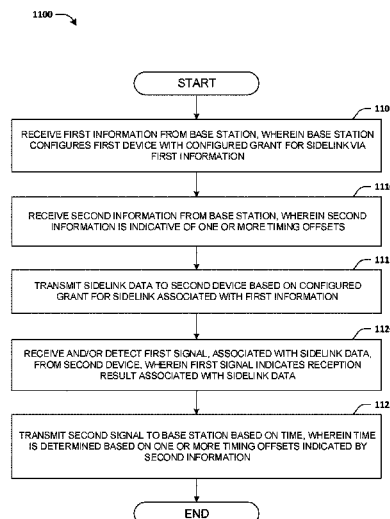 1100
START
110
RECEIVE FIRST INFORMATION FROM BASE STATION, WHEREIN BASE STATION
CONFIGURES FIRST DEVICE WITH CONFIGURED GRANT FOR SIDELINK VIA
FIRST INFORMATION
111
RECEIVE SECOND INFORMATION FROM BASE STATION, WHEREIN SECOND
INFORMATION IS INDICATIVE OF ONE OR MORE TIMING OFFSETS
111
TRANSMIT SIDELINK DATA TO SECOND DEVICE BASED ON CONFIGURED
GRANT FOR SIDELINK ASSOCIATED WITH FIRST INFORMATION
112
RECEIVE AND/OR DETECT FIRST SIGNAL, ASSOCIATED WITH SIDELINK DATA,
FROM SECOND DEVICE, WHEREIN FIRST SIGNAL INDICATES RECEPTION
RESULT ASSOCIATED WITH SIDELINK DATA
112
TRANSMIT SECOND SIGNAL TO BASE STATION BASED ON TIME, WHEREIN TIME
IS DETERMINED BASED ON ONE OR MORE TIMING OFFSETS INDICATED BY
SECOND INFORMATION
END